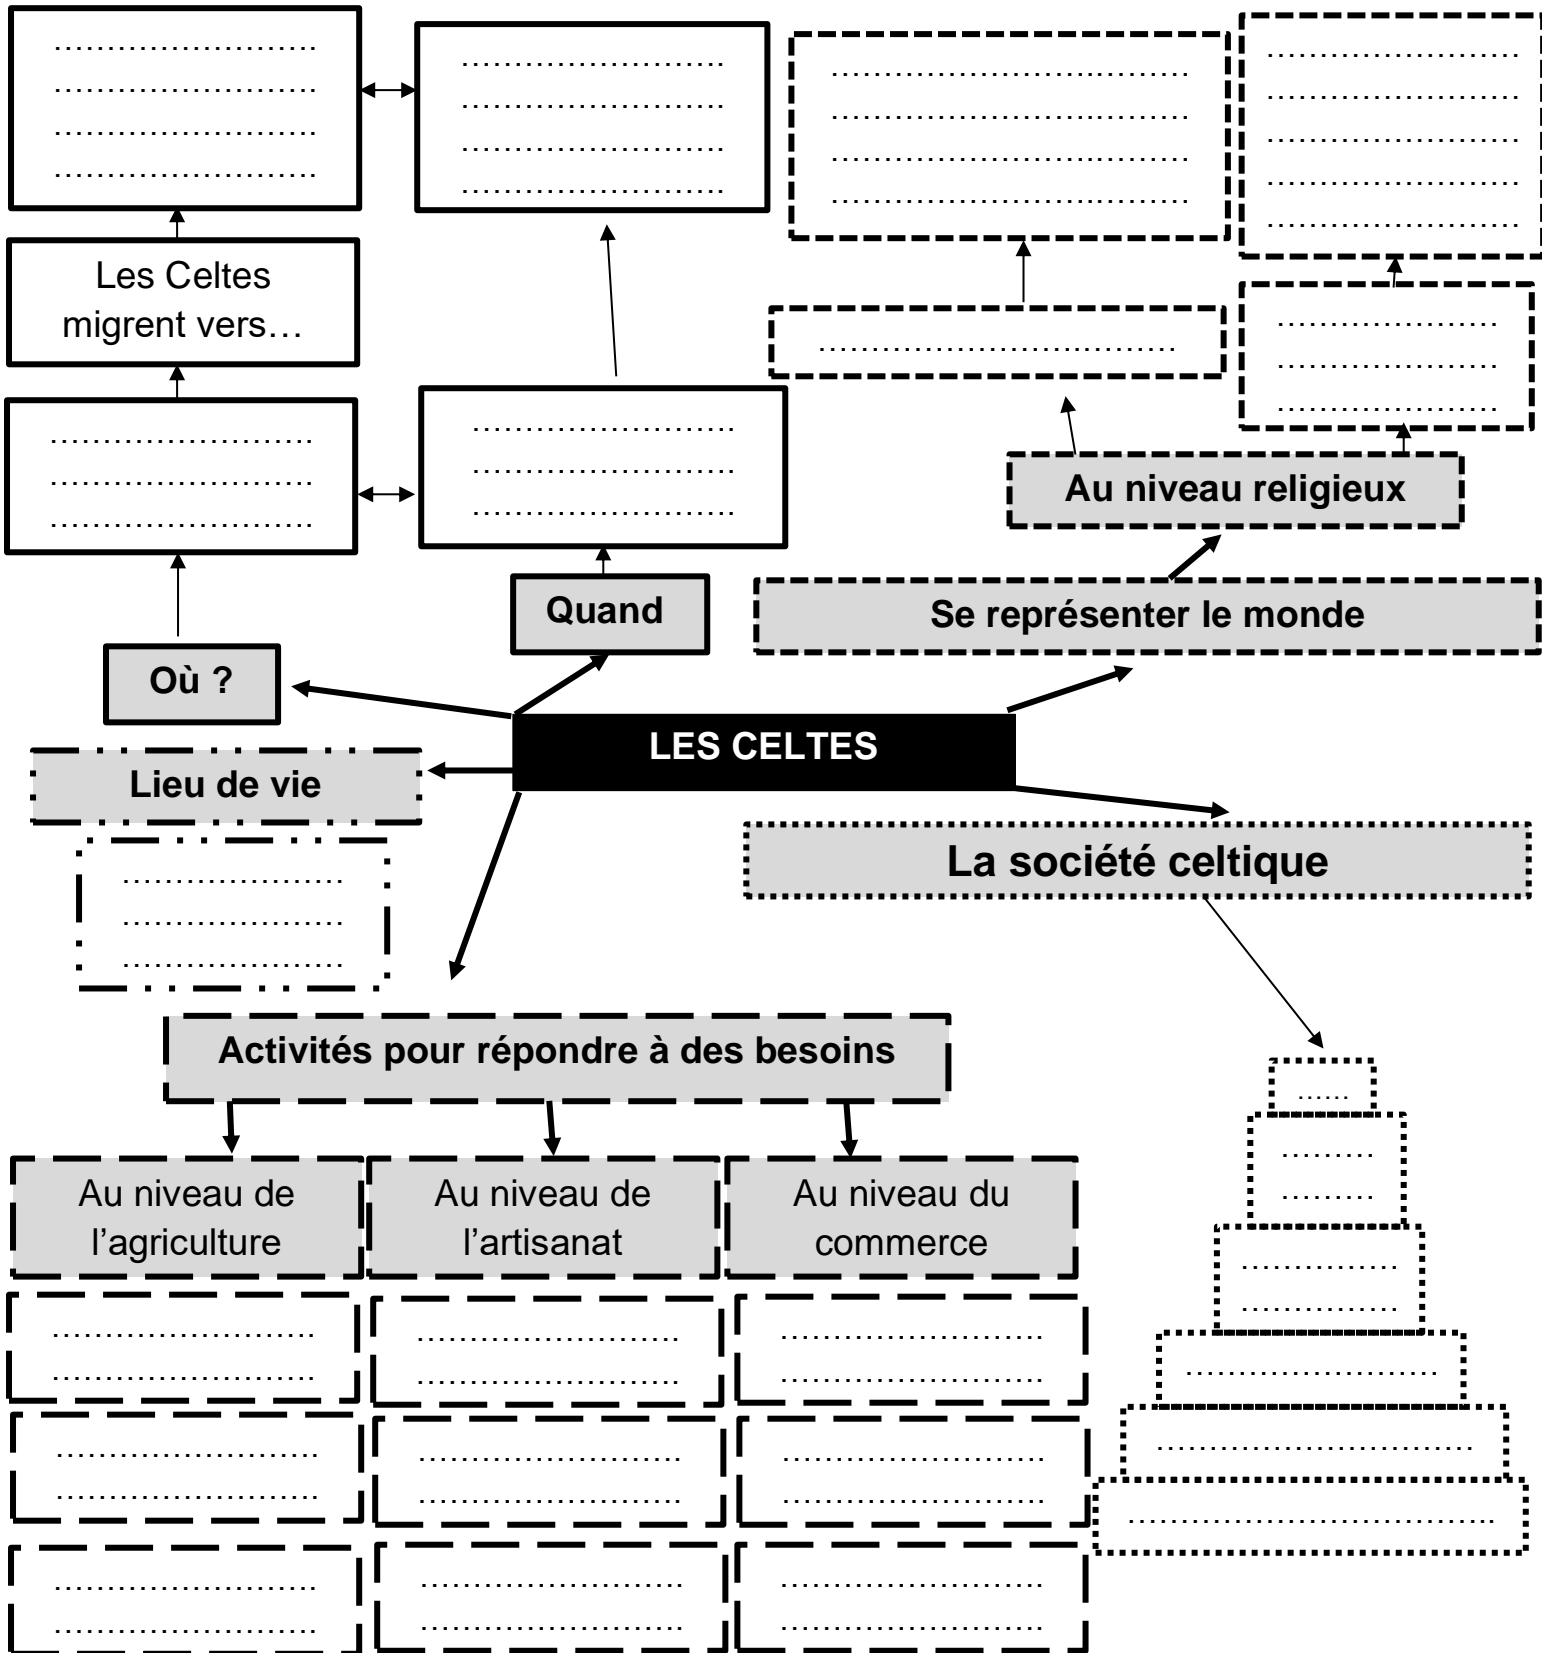 Les Celtes
migrent vers…
Au niveau religieux
Quand
Se représenter le monde
Où ?
LES CELTES
Lieu de vie
La société celtique
Activités pour répondre à des besoins
Au niveau de
l’agriculture
Au niveau de
l’artisanat
Au niveau du
commerce